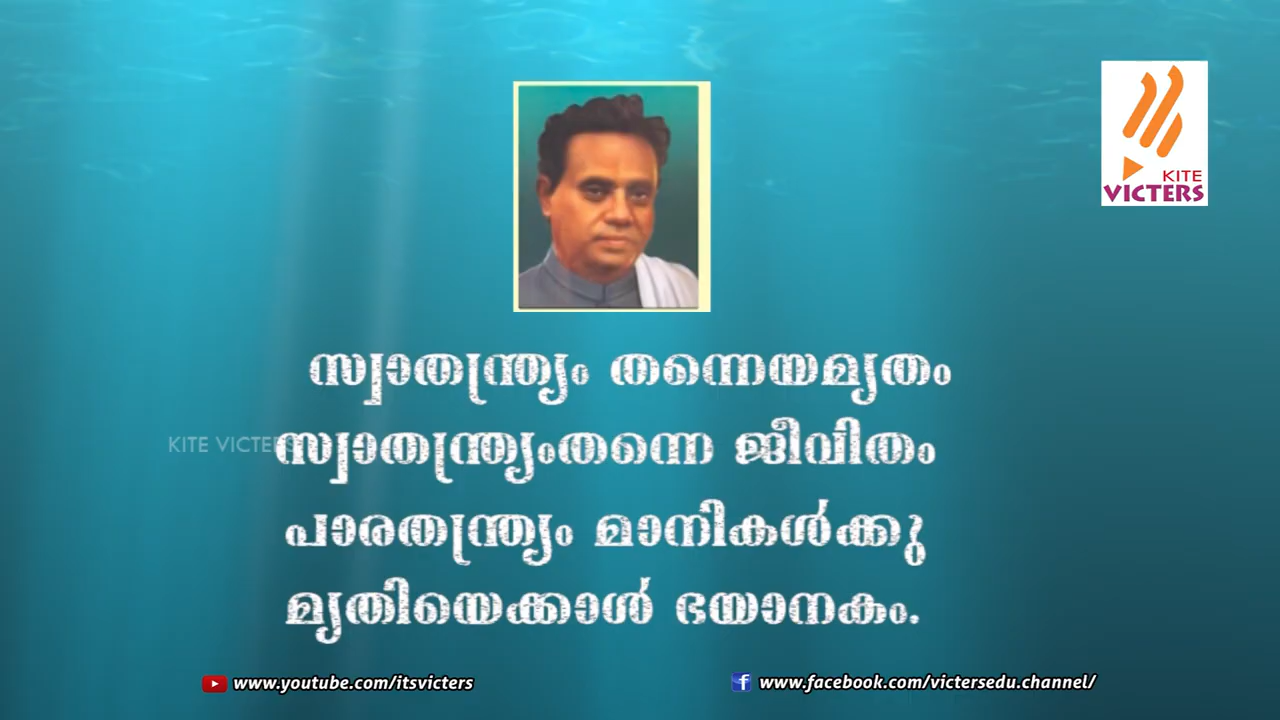 KITE
VICTERS
സ്വാതന്ത്ര്യം തന്നെയമൃതം
KITE VICTERS
സ്വാതന്ത്ര്യംതന്നെ ജീവിതം
പാരതന്ത്ര്യം മാനികൾക്കു
മൃതിയെക്കാൾ ഭയാനകം.
www.youtube.com/itsvicters
www.facebook.com/victersedu.channel/